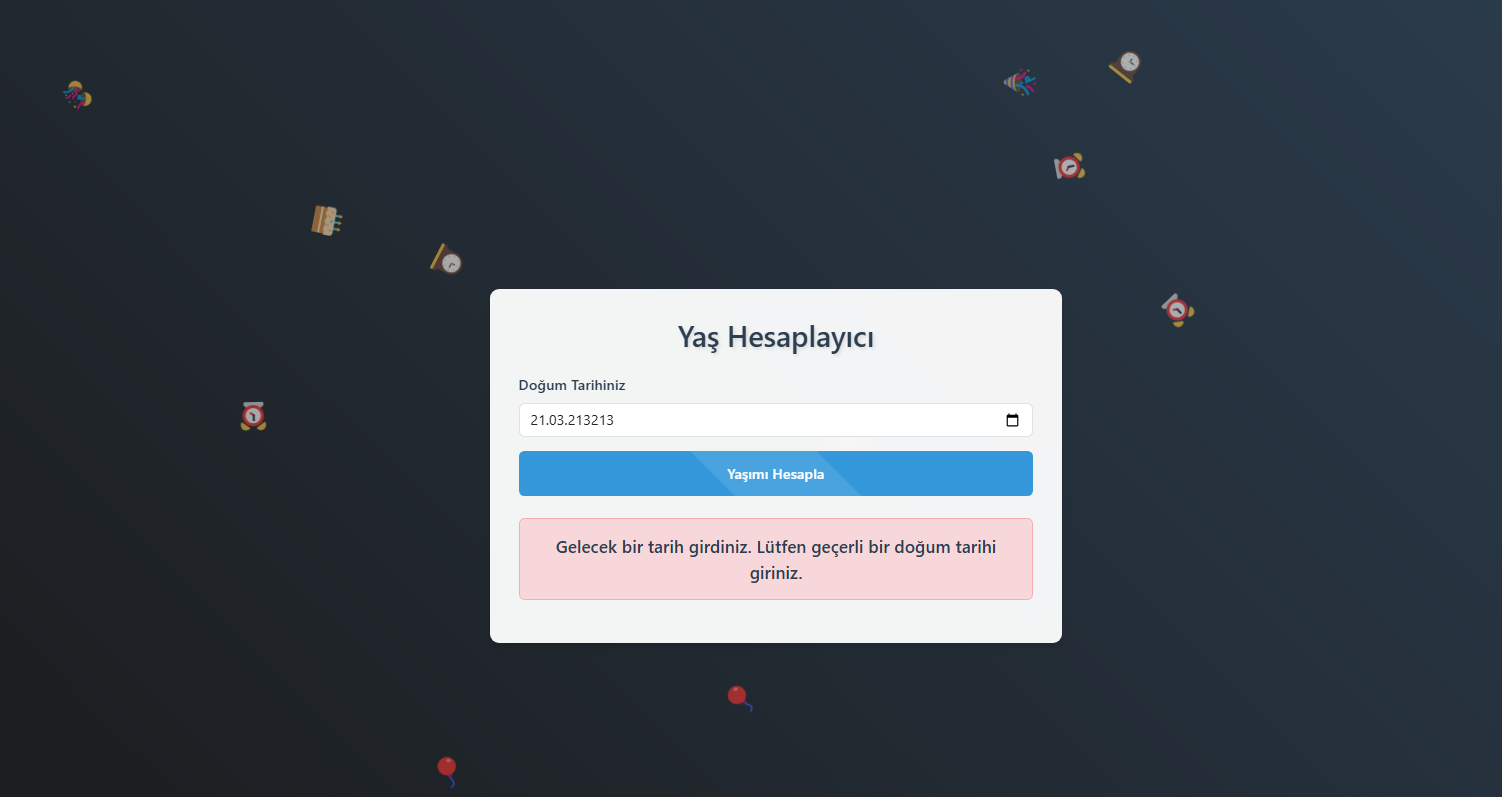 Yaş Hesaplayıcı
Doğum Tarihiniz
21.03.213213
Yaşımı Hesapla
Gelecek bir tarih girdiniz. Lütfen geçerli bir doğum tarihi
giriniz.